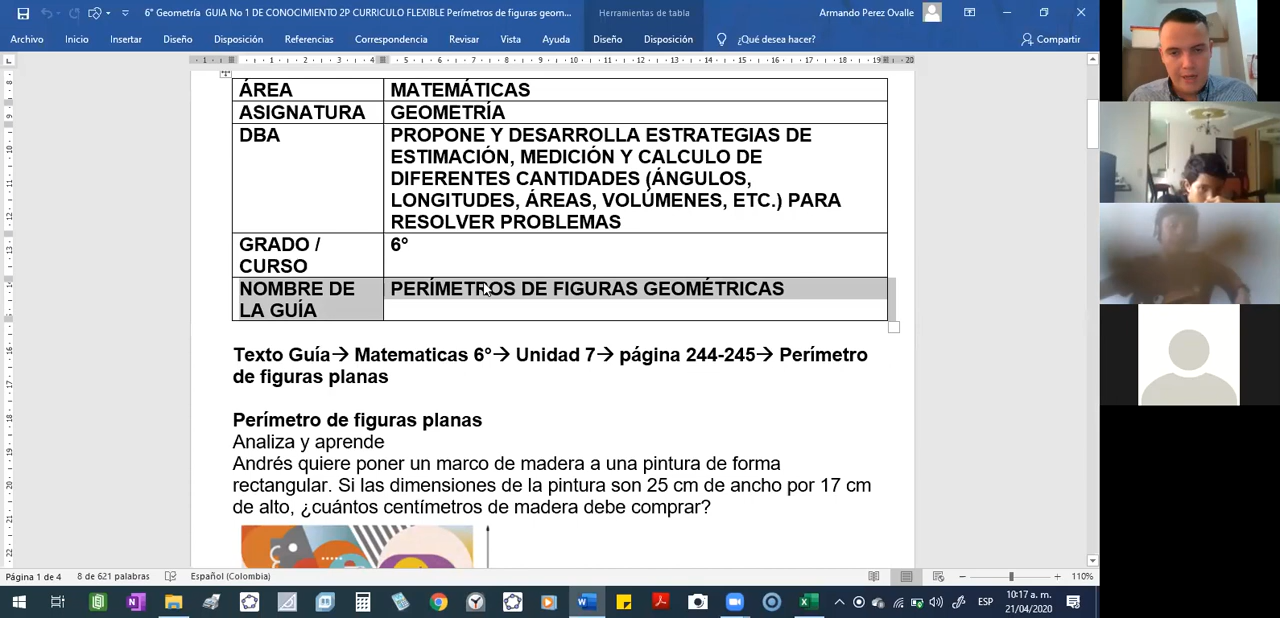 6° Geometría  GUIA No 1 DE CONOCIMIENTO 2P CURRICULO FLEXIBLE Perímetros de figuras geom...
Herramientas de tabla
Armando Perez Ovalle
Archivo
Inicio
Insertar
Diseño
Disposición
Referencias
Correspondencia
Revisar
Vista
Ayuda
Diseño
Disposición
¿Qué desea hacer?
Compartir
ÁREA
MATEMÁTICAS
ASIGNATURA
GEOMETRÍA
DBA
PROPONE Y DESARROLLA ESTRATEGIAS DE
ESTIMACIÓN, MEDICIÓN Y CALCULO DE
DIFERENTES CANTIDADES (ÁNGULOS,
LONGITUDES, ÁREAS, VOLÚMENES, ETC.) PARA
RESOLVER PROBLEMAS
GRADO /
CURSO
6°
NOMBRE DE
LA GUÍA
PERÍMETROS DE FIGURAS GEOMÉTRICAS
Texto Guía→ Matematicas 6°→ Unidad 7→ página 244-245→ Perímetro
de figuras planas
Perímetro de figuras planas
Analiza y aprende
Andrés quiere poner un marco de madera a una pintura de forma
rectangular. Si las dimensiones de la pintura son 25 cm de ancho por 17 cm
de alto, ¿cuántos centímetros de madera debe comprar?
Página 1 de 4
8 de 621 palabras
Español (Colombia)
110%
ESP
10:17 a. m.
21/04/2020